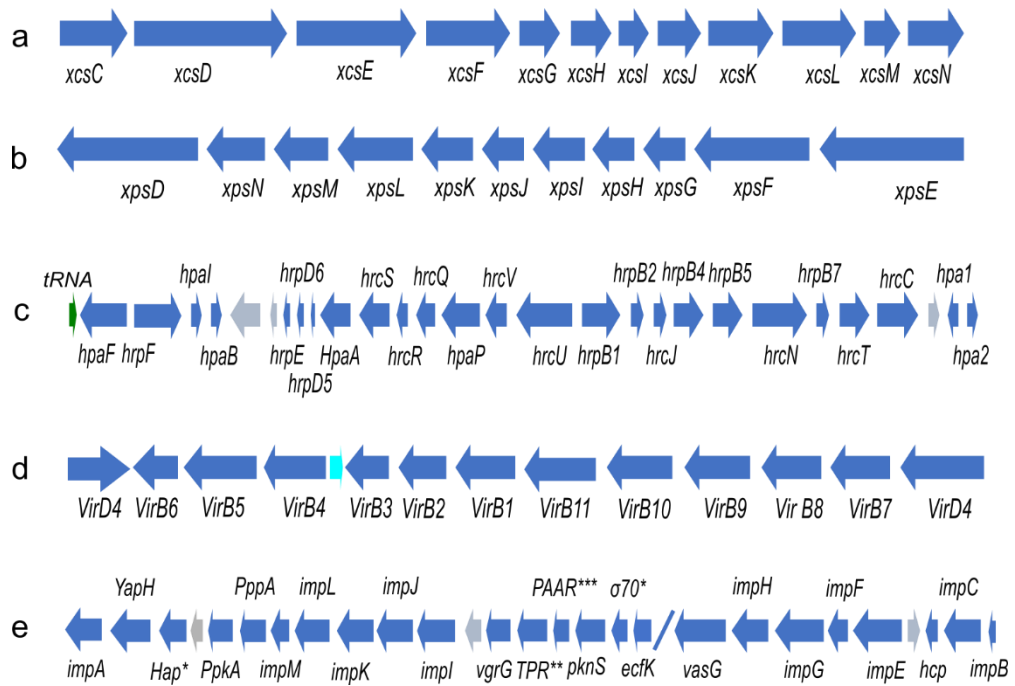 a
xcsC xcsD xcsE xcsF xcsG xcsH xcsI xcsJ xcsK xcsL xcsM xcsN
b
xpsD xpsN xpsM xpsL xpsK xpsJ xpsI xpsH xpsG xpsF xpsE
tRNA hpaI hrpD6 hrcS hrcQ hrcV hrpB2 hrpB4 hrpB5 hrpB7 hrcC hpa1
c
hpaF hrpF hpaB hrpE HpaA hrcR hpaP hrcU hrpB1 hrcJ hrcN hrcT hpa2
hrpD5
d
VirD4 VirB6 VirB5 VirB4 VirB3 VirB2 VirB1 VirB11 VirB10 VirB9 Vir B8 VirB7 VirD4
YapH PppA impL impJ PAAR*** σ70* impH impF impC
e
impA Hap* PpkA impM impK impI vgrG TPR** pknS ecfK vasG impG impE hcp impB